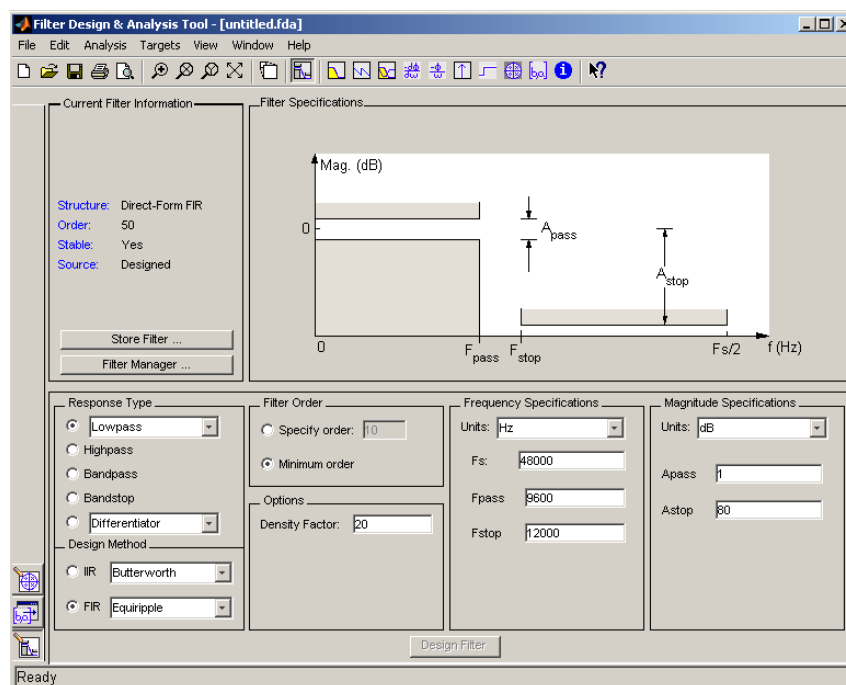 Filter Design & Analysis Tool - [untitled.fda]
File Edit Analysis Targets View Window Help
Current Filter Information
Structure: Direct-Form FIR
Order: 50
Stable: Yes
Source: Designed
Store Filter ...
Filter Manager ...
Filter Specifications
Mag. (dB)
0
A pass
A stop
0
F pass
F stop
Fs/2
f (Hz)
Response Type
Lowpass
Highpass
Bandpass
Bandstop
Differentiator
Design Method
IIR Butterworth
FIR Equiripple
Filter Order
Specify order: 10
Minimum order
Options
Density Factor: 20
Frequency Specifications
Units: Hz
Fs: 48000
Fpass 9600
Fstop 12000
Magnitude Specifications
Units: dB
Apass 1
Astop 80
Design Filter
Ready